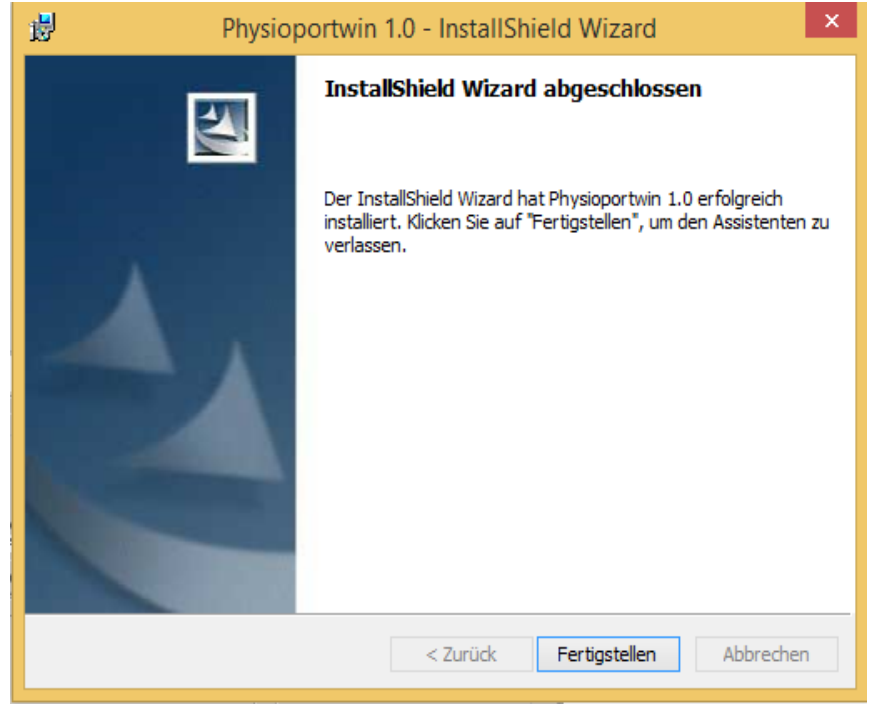 Physioportwin 1.0 - InstallShield Wizard
InstallShield Wizard abgeschlossen
Der InstallShield Wizard hat Physioportwin 1.0 erfolgreich
installiert. Klicken Sie auf "Fertigstellen", um den Assistenten zu
verlassen.
< Zurück Fertigstellen Abbrechen